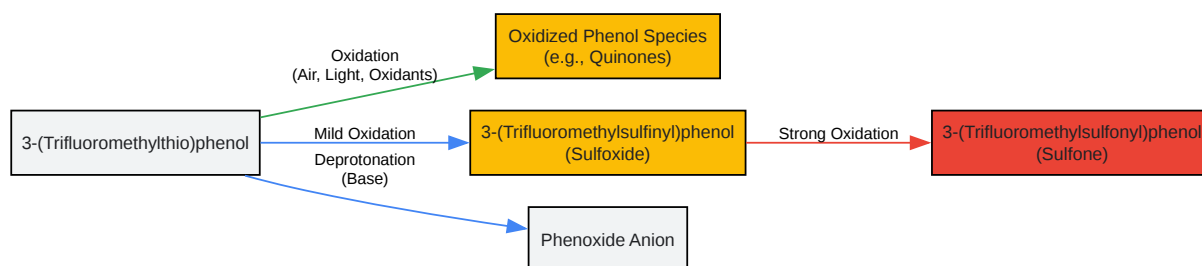 Oxidized Phenol Species
(e.g., Quinones)
Oxidation
(Air, Light, Oxidants)
3-(Trifluoromethylthio)phenol
Mild Oxidation
3-(Trifluoromethylsulfinyl)phenol
(Sulfoxide)
Strong Oxidation
3-(Trifluoromethylsulfonyl)phenol
(Sulfone)
Deprotonation
(Base)
Phenoxide Anion